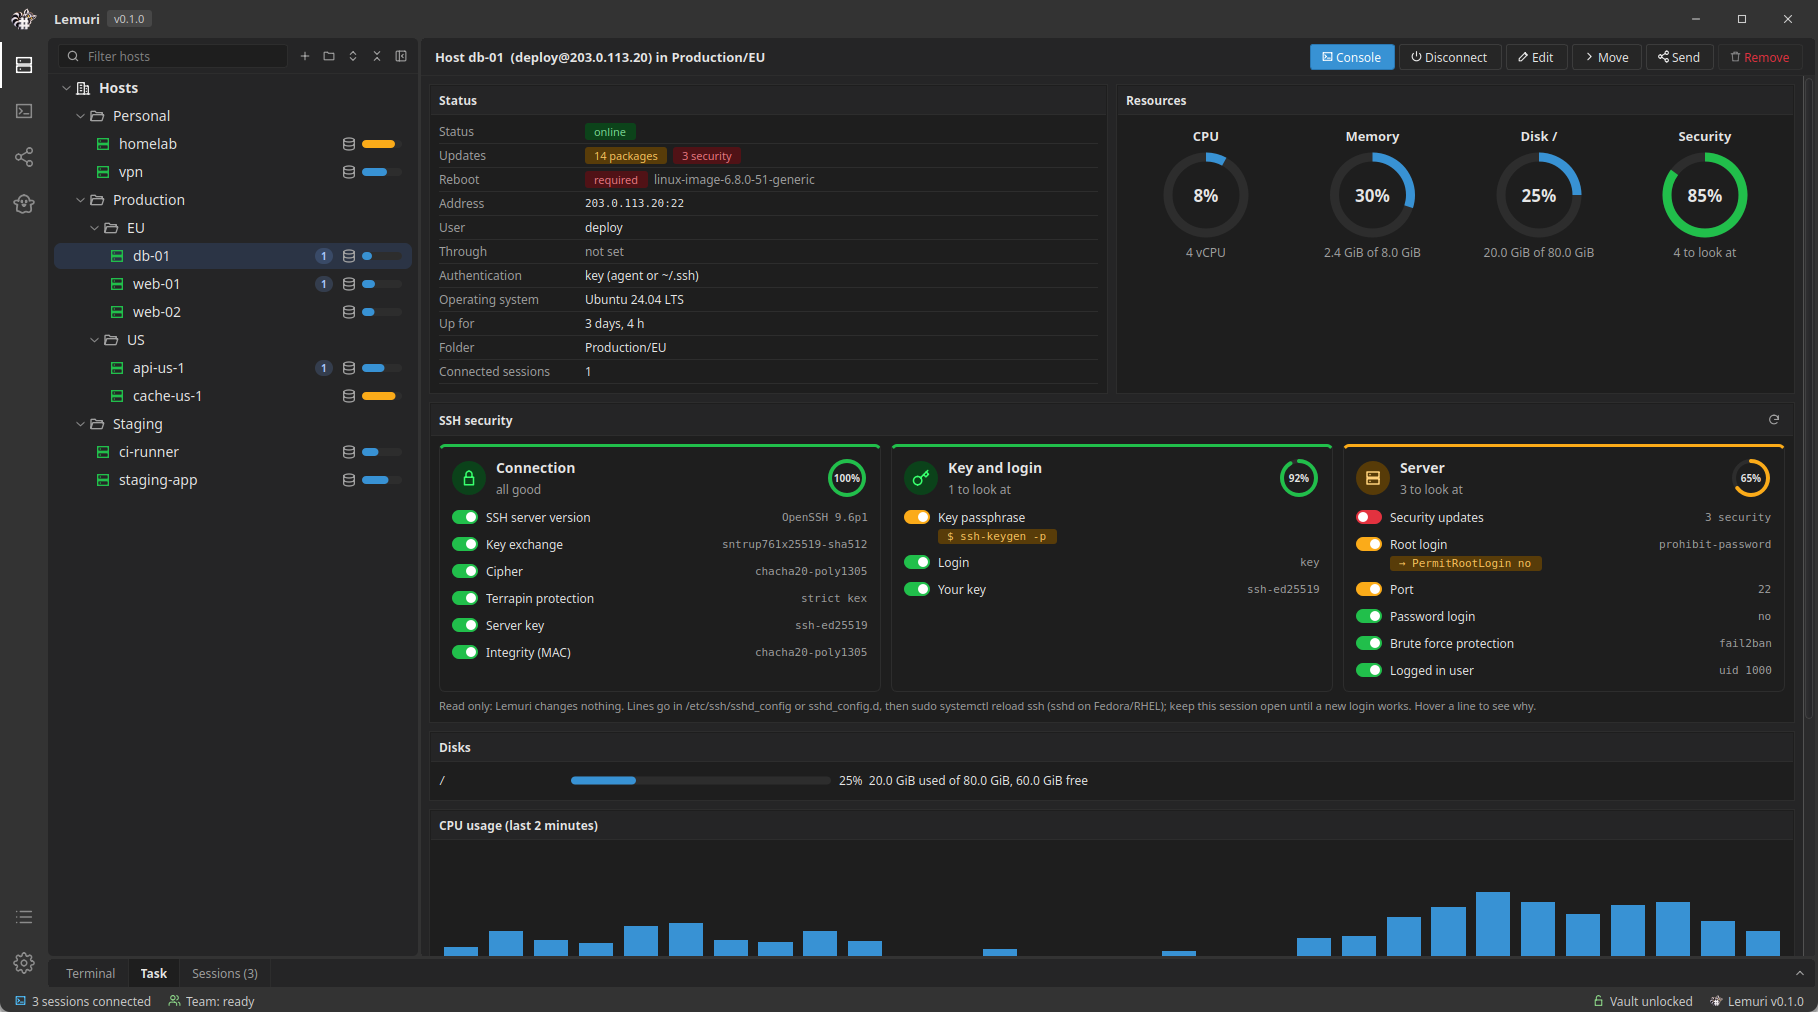 Lemuri v0.1.0
Filter hosts
Hosts
Personal
homelab
vpn
Production
EU
db-01 1
web-01 1
web-02
US
api-us-1 1
cache-us-1
Staging
ci-runner
staging-app
Host db-01 (deploy@203.0.113.20) in Production/EU
Console Disconnect Edit Move Send Remove
Status
Status online
Updates 14 packages 3 security
Reboot required linux-image-6.8.0-51-generic
Address 203.0.113.20:22
User deploy
Through not set
Authentication key (agent or ~/.ssh)
Operating system Ubuntu 24.04 LTS
Up for 3 days, 4 h
Folder Production/EU
Connected sessions 1
Resources
CPU Memory Disk / Security
8% 30% 25% 85%
4 vCPU 2.4 GiB of 8.0 GiB 20.0 GiB of 80.0 GiB 4 to look at
SSH security
Connection 100%
all good
SSH server version OpenSSH 9.6p1
Key exchange sntrup761x25519-sha512
Cipher chacha20-poly1305
Terrapin protection strict kex
Server key ssh-ed25519
Integrity (MAC) chacha20-poly1305
Key and login 92%
1 to look at
Key passphrase
$ ssh-keygen -p
Login key
Your key ssh-ed25519
Server 65%
3 to look at
Security updates 3 security
Root login prohibit-password
→ PermitRootLogin no
Port 22
Password login no
Brute force protection fail2ban
Logged in user uid 1000
Read only: Lemuri changes nothing. Lines go in /etc/ssh/sshd_config or sshd_config.d, then sudo systemctl reload ssh (sshd on Fedora/RHEL); keep this session open until a new login works. Hover a line to see why.
Disks
/ 25% 20.0 GiB used of 80.0 GiB, 60.0 GiB free
CPU usage (last 2 minutes)
Terminal Task Sessions (3)
3 sessions connected Team: ready Vault unlocked Lemuri v0.1.0